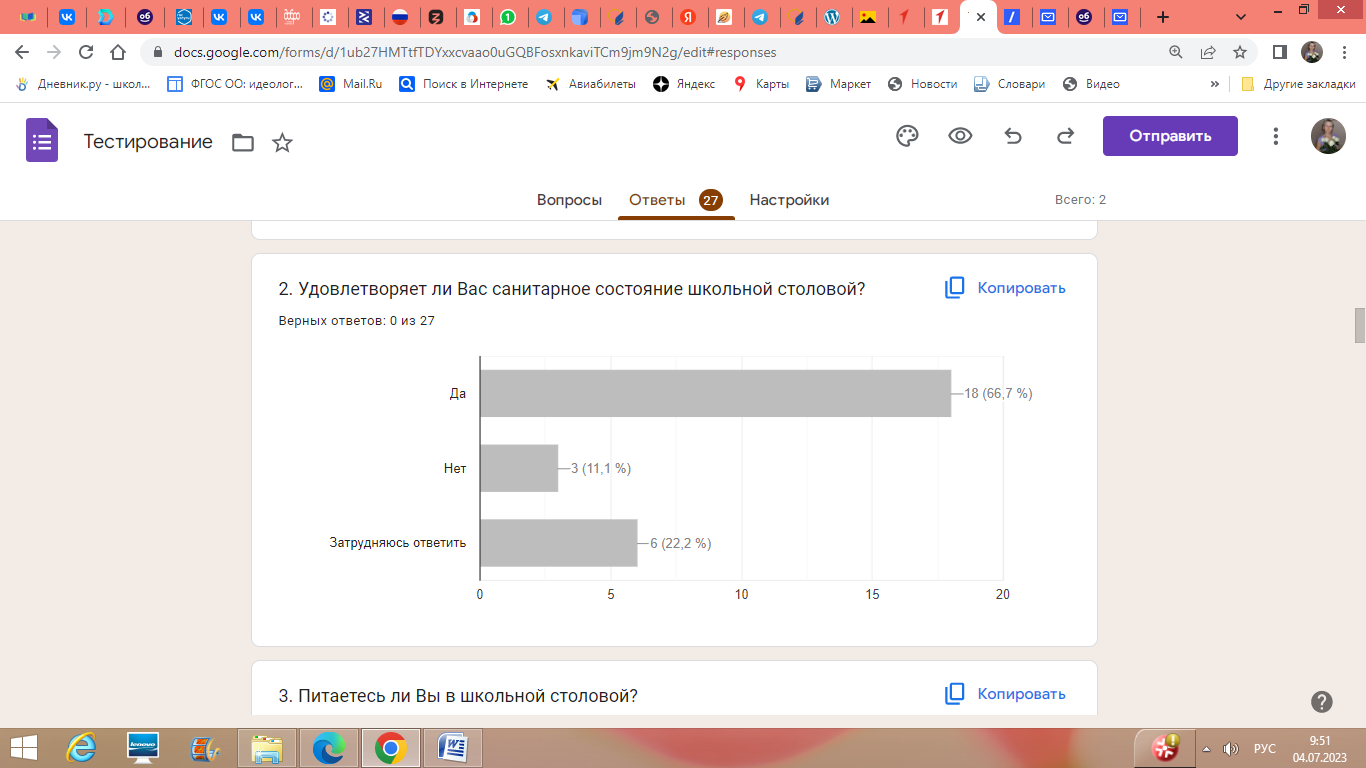 docs.google.com/forms/d/1ub27HMTtfTDYxxcvaao0uGQBFosxnkaviTCm9jm9N2g/edit#responses
Дневник.ру - школ...
ФГОС ОО: идеолог...
Mail.Ru
Поиск в Интернете
Авиабилеты
Яндекс
Карты
Маркет
Новости
Словари
Видео
»
Другие закладки
Тестирование
Отправить
Вопросы
Ответы 27
Настройки
Всего: 2
2. Удовлетворяет ли Вас санитарное состояние школьной столовой?
Копировать
Верных ответов: 0 из 27
Да
18 (66,7 %)
Нет
3 (11,1 %)
Затрудняюсь ответить
6 (22,2 %)
0 5 10 15 20
3. Питаетесь ли Вы в школьной столовой?
Копировать
РУС
9:51
04.07.2023